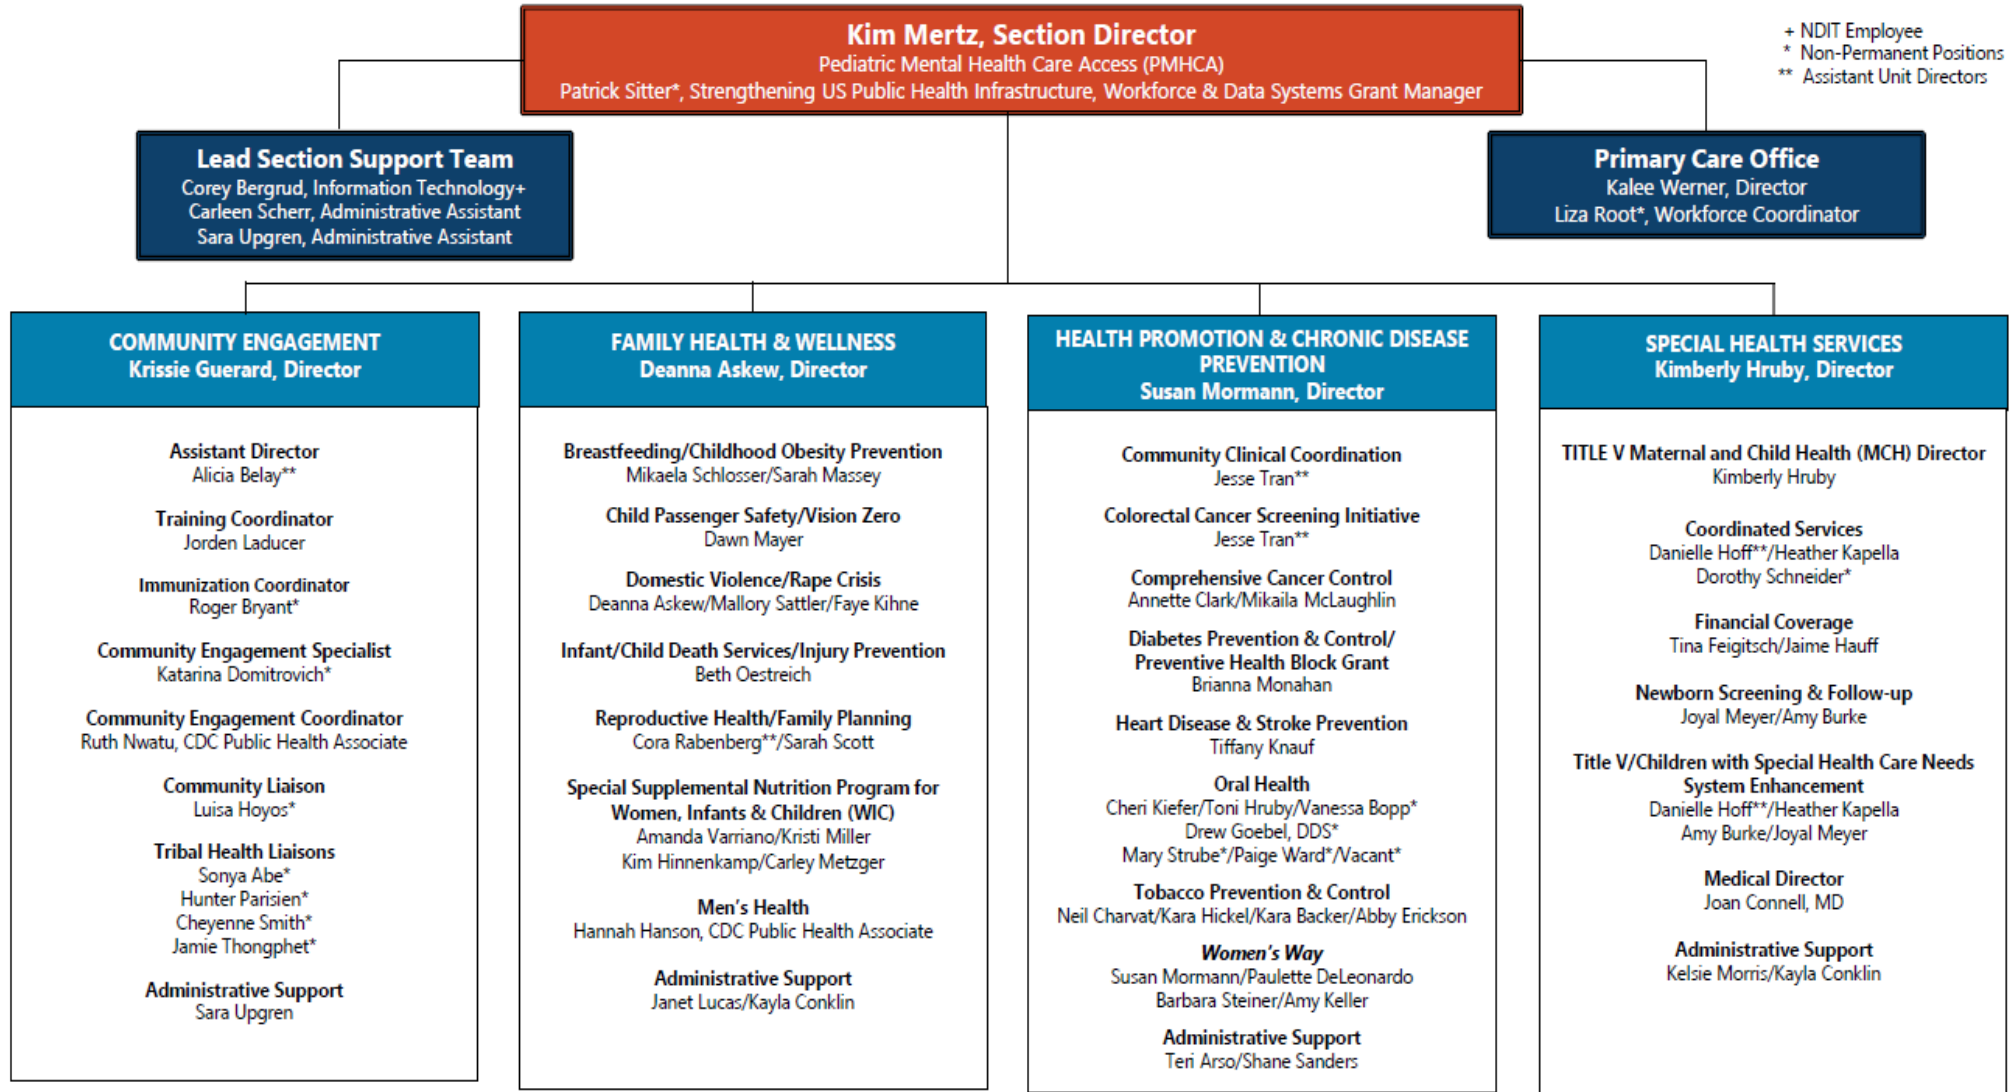 Kim Mertz, Section Director
Pediatric Mental Health Care Access (PMHCA)
Patrick Sitter*, Strengthening US Public Health Infrastructure, Workforce & Data Systems Grant Manager
+ NDIT Employee
* Non-Permanent Positions
** Assistant Unit Directors
Lead Section Support Team
Corey Bergrud, Information Technology+
Carleen Scherr, Administrative Assistant
Sara Upgren, Administrative Assistant
Primary Care Office
Kalee Werner, Director
Liza Root*, Workforce Coordinator
COMMUNITY ENGAGEMENT
Krissie Guerard, Director
Assistant Director
Alicia Belay**
Training Coordinator
Jorden Laducer
Immunization Coordinator
Roger Bryant*
Community Engagement Specialist
Katarina Domitrovich*
Community Engagement Coordinator
Ruth Nwatu, CDC Public Health Associate
Community Liaison
Luisa Hoyos*
Tribal Health Liaisons
Sonya Abe*
Hunter Parisien*
Cheyenne Smith*
Jamie Thongphet*
Administrative Support
Sara Upgren
FAMILY HEALTH & WELLNESS
Deanna Askew, Director
Breastfeeding/Childhood Obesity Prevention
Mikaela Schlosser/Sarah Massey
Child Passenger Safety/Vision Zero
Dawn Mayer
Domestic Violence/Rape Crisis
Deanna Askew/Mallory Sattler/Faye Kihne
Infant/Child Death Services/Injury Prevention
Beth Oestreich
Reproductive Health/Family Planning
Cora Rabenberg**/Sarah Scott
Special Supplemental Nutrition Program for
Women, Infants & Children (WIC)
Amanda Varriano/Kristi Miller
Kim Hinnenkamp/Carley Metzger
Men's Health
Hannah Hanson, CDC Public Health Associate
Administrative Support
Janet Lucas/Kayla Conklin
HEALTH PROMOTION & CHRONIC DISEASE
PREVENTION
Susan Mormann, Director
Community Clinical Coordination
Jesse Tran**
Colorectal Cancer Screening Initiative
Jesse Tran**
Comprehensive Cancer Control
Annette Clark/Mikaila McLaughlin
Diabetes Prevention & Control/
Preventive Health Block Grant
Brianna Monahan
Heart Disease & Stroke Prevention
Tiffany Knauf
Oral Health
Cheri Kiefer/Toni Hruby/Vanessa Bopp*
Drew Goebel, DDS*
Mary Strube*/Paige Ward*/Vacant*
Tobacco Prevention & Control
Neil Charvat/Kara Hickel/Kara Backer/Abby Erickson
Women's Way
Susan Mormann/Paulette DeLeonardo
Barbara Steiner/Amy Keller
Administrative Support
Teri Arso/Shane Sanders
SPECIAL HEALTH SERVICES
Kimberly Hruby, Director
TITLE V Maternal and Child Health (MCH) Director
Kimberly Hruby
Coordinated Services
Danielle Hoff**/Heather Kapella
Dorothy Schneider*
Financial Coverage
Tina Feigitsch/Jaime Hauff
Newborn Screening & Follow-up
Joyal Meyer/Amy Burke
Title V/Children with Special Health Care Needs
System Enhancement
Danielle Hoff**/Heather Kapella
Amy Burke/Joyal Meyer
Medical Director
Joan Connell, MD
Administrative Support
Kelsie Morris/Kayla Conklin